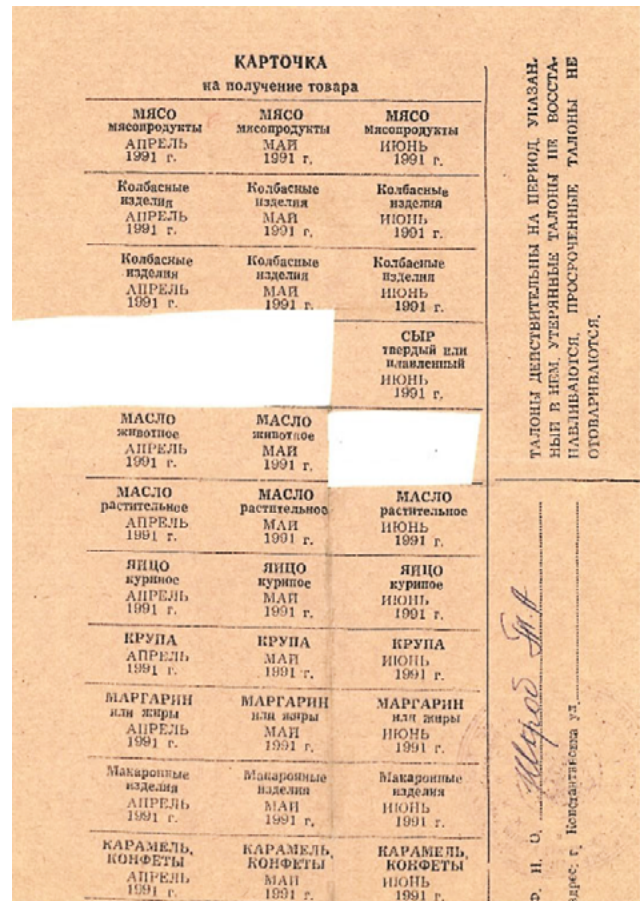 КАРТОЧКА
на получение товара
МЯСО МЯСО МЯСО
мясопродукты мясопродукты мясопродукты
АПРЕЛЬ МАЙ ИЮНЬ
1991 г. 1991 г. 1991 г.
Колбасные Колбасные Колбасные
изделия изделия изделия
АПРЕЛЬ МАЙ ИЮНЬ
1991 г. 1991 г. 1991 г.
Колбасные Колбасные Колбасные
изделия изделия изделия
АПРЕЛЬ МАЙ ИЮНЬ
1991 г. 1991 г. 1991 г.
СЫР
твердый или
плавленный
ИЮНЬ
1991 г.
МАСЛО МАСЛО
животное животное
АПРЕЛЬ МАЙ
1991 г. 1991 г.
МАСЛО МАСЛО МАСЛО
растительное растительное растительное
АПРЕЛЬ МАЙ ИЮНЬ
1991 г. 1991 г. 1991 г.
ЯЙЦО ЯЙЦО ЯЙЦО
куриное куриное куриное
АПРЕЛЬ МАЙ ИЮНЬ
1991 г. 1991 г. 1991 г.
КРУПА КРУПА КРУПА
АПРЕЛЬ МАЙ ИЮНЬ
1991 г. 1991 г. 1991 г.
МАРГАРИН МАРГАРИН МАРГАРИН
или жиры или жиры или жиры
АПРЕЛЬ МАЙ ИЮНЬ
1991 г. 1991 г. 1991 г.
Макаронные Макаронные Макаронные
изделия изделия изделия
АПРЕЛЬ МАЙ ИЮНЬ
1991 г. 1991 г. 1991 г.
КАРАМЕЛЬ, КАРАМЕЛЬ, КАРАМЕЛЬ,
КОНФЕТЫ КОНФЕТЫ КОНФЕТЫ
АПРЕЛЬ МАЙ ИЮНЬ
1991 г. 1991 г. 1991 г.
ТАЛОНЫ ДЕЙСТВИТЕЛЬНЫ НА ПЕРИОД, УКАЗАН-
НЫЙ В НЕМ. УТЕРЯННЫЕ ТАЛОНЫ НЕ ВОССТА-
НАВЛИВАЮТСЯ, ПРОСРОЧЕННЫЕ ТАЛОНЫ НЕ
ОТОВАРИВАЮТСЯ.
Ф. И. О.
адрес: г. Константиновка ул.